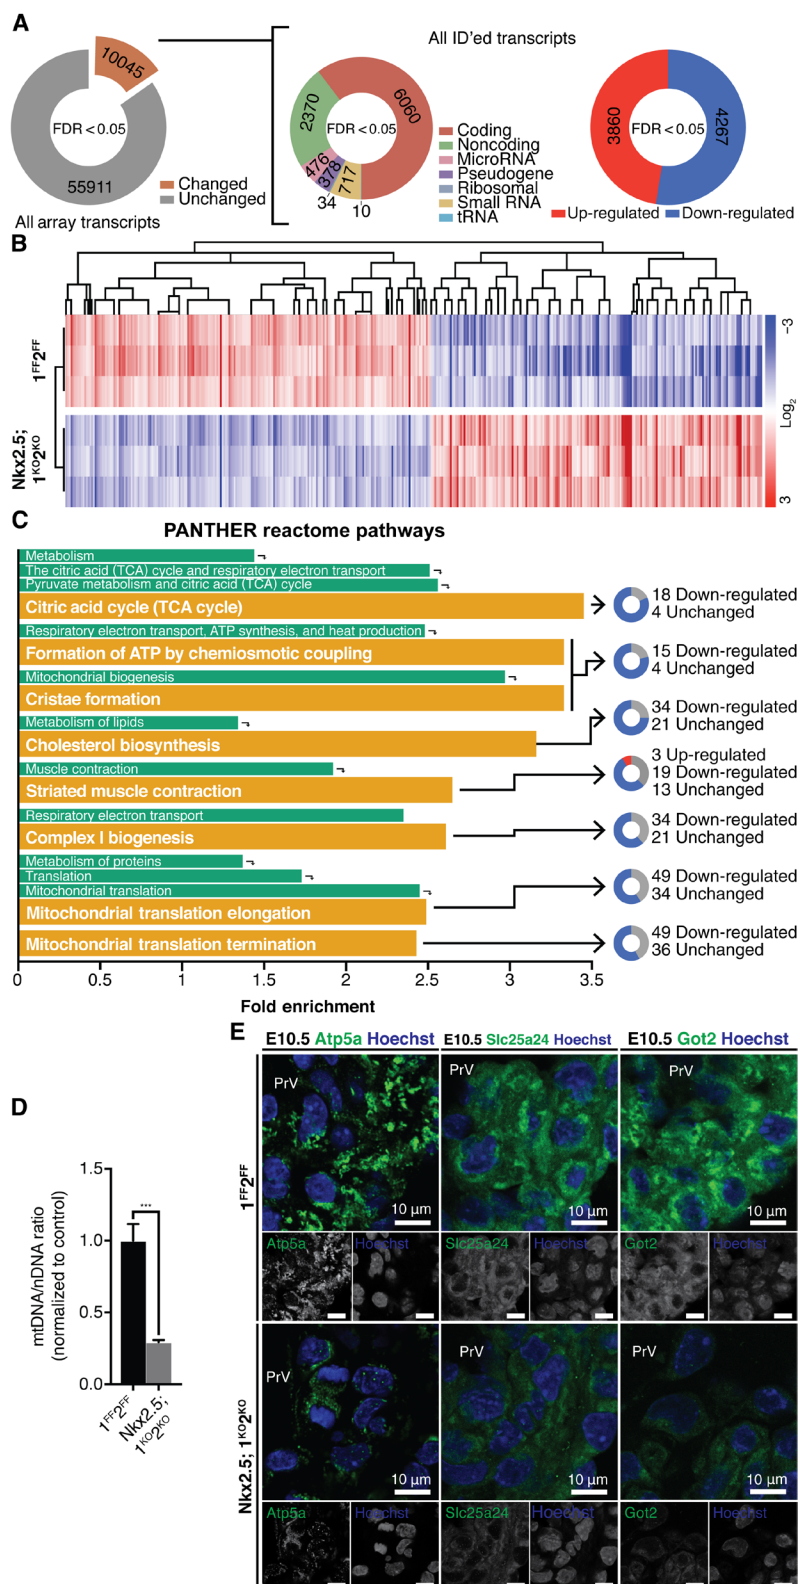 A
All ID'ed transcripts
10045
FDR < 0.05
55911
Changed
Unchanged
All array transcripts
6060
2370
476
378
717
34
10
FDR < 0.05
Coding
Noncoding
MicroRNA
Pseudogene
Ribosomal
Small RNA
tRNA
3860
FDR < 0.05
4267
Up-regulated
Down-regulated
B
1FF2FF
Nkx2.5;
1KO2KO
−3
Log2
3
C
PANTHER reactome pathways
Metabolism
The citric acid (TCA) cycle and respiratory electron transport
Pyruvate metabolism and citric acid (TCA) cycle
Citric acid cycle (TCA cycle)
18 Down-regulated
4 Unchanged
Respiratory electron transport, ATP synthesis, and heat production
Formation of ATP by chemiosmotic coupling
15 Down-regulated
4 Unchanged
Mitochondrial biogenesis
Cristae formation
Metabolism of lipids
Cholesterol biosynthesis
34 Down-regulated
21 Unchanged
Muscle contraction
Striated muscle contraction
3 Up-regulated
19 Down-regulated
13 Unchanged
Respiratory electron transport
Complex I biogenesis
34 Down-regulated
21 Unchanged
Metabolism of proteins
Translation
Mitochondrial translation
Mitochondrial translation elongation
49 Down-regulated
34 Unchanged
Mitochondrial translation termination
49 Down-regulated
36 Unchanged
0 0.5 1 1.5 2 2.5 3 3.5
Fold enrichment
D
mtDNA/nDNA ratio
(normalized to control)
1.5
1.0
0.5
0.0
***
1FF2FF
Nkx2.5;
1KO2KO
E
E10.5 Atp5a Hoechst
E10.5 Slc25a24 Hoechst
E10.5 Got2 Hoechst
1FF2FF
PrV
10 µm
PrV
10 µm
PrV
10 µm
Atp5a
Hoechst
Slc25a24
Hoechst
Got2
Hoechst
Nkx2.5; 1KO2KO
PrV
10 µm
PrV
10 µm
PrV
10 µm
Atp5a
Hoechst
Slc25a24
Hoechst
Got2
Hoechst